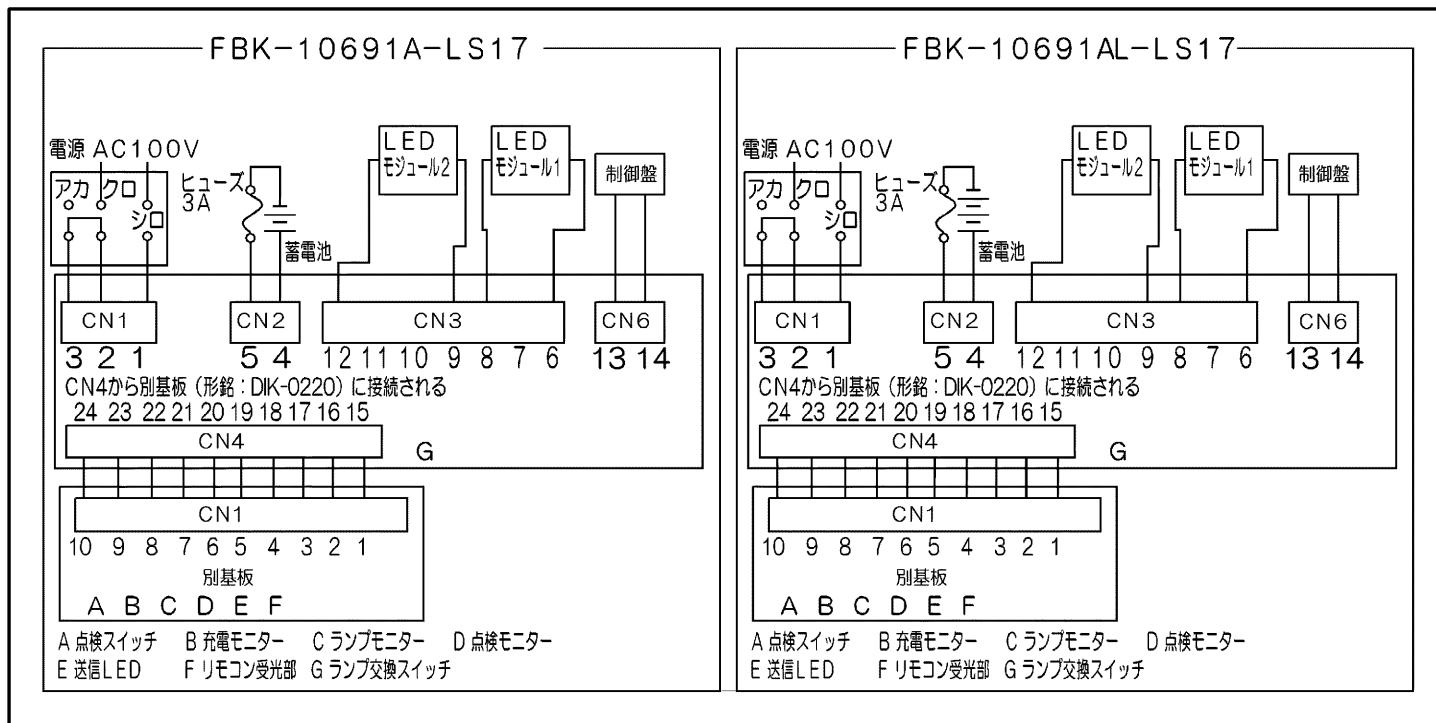 FBK-10691A-LS17
電源 AC100V
アカ クロ
シロ
ヒューズ
3A
蓄電池
LED
モジュール2
LED
モジュール1
制御盤
CN1 CN2 CN3 CN6
3 2 1 5 4 12 11 10 9 8 7 6 13 14
CN4から別基板（形銘：DIK-0220）に接続される
24 23 22 21 20 19 18 17 16 15
CN4
G
CN1
10 9 8 7 6 5 4 3 2 1
別基板
A B C D E F
A 点検スイッチ B 充電モニター C ランプモニター D 点検モニター
E 送信LED F リモコン受光部 G ランプ交換スイッチ
FBK-10691AL-LS17
電源 AC100V
アカ クロ
シロ
ヒューズ
3A
蓄電池
LED
モジュール2
LED
モジュール1
制御盤
CN1 CN2 CN3 CN6
3 2 1 5 4 12 11 10 9 8 7 6 13 14
CN4から別基板（形銘：DIK-0220）に接続される
24 23 22 21 20 19 18 17 16 15
CN4
G
CN1
10 9 8 7 6 5 4 3 2 1
別基板
A B C D E F
A 点検スイッチ B 充電モニター C ランプモニター D 点検モニター
E 送信LED F リモコン受光部 G ランプ交換スイッチ